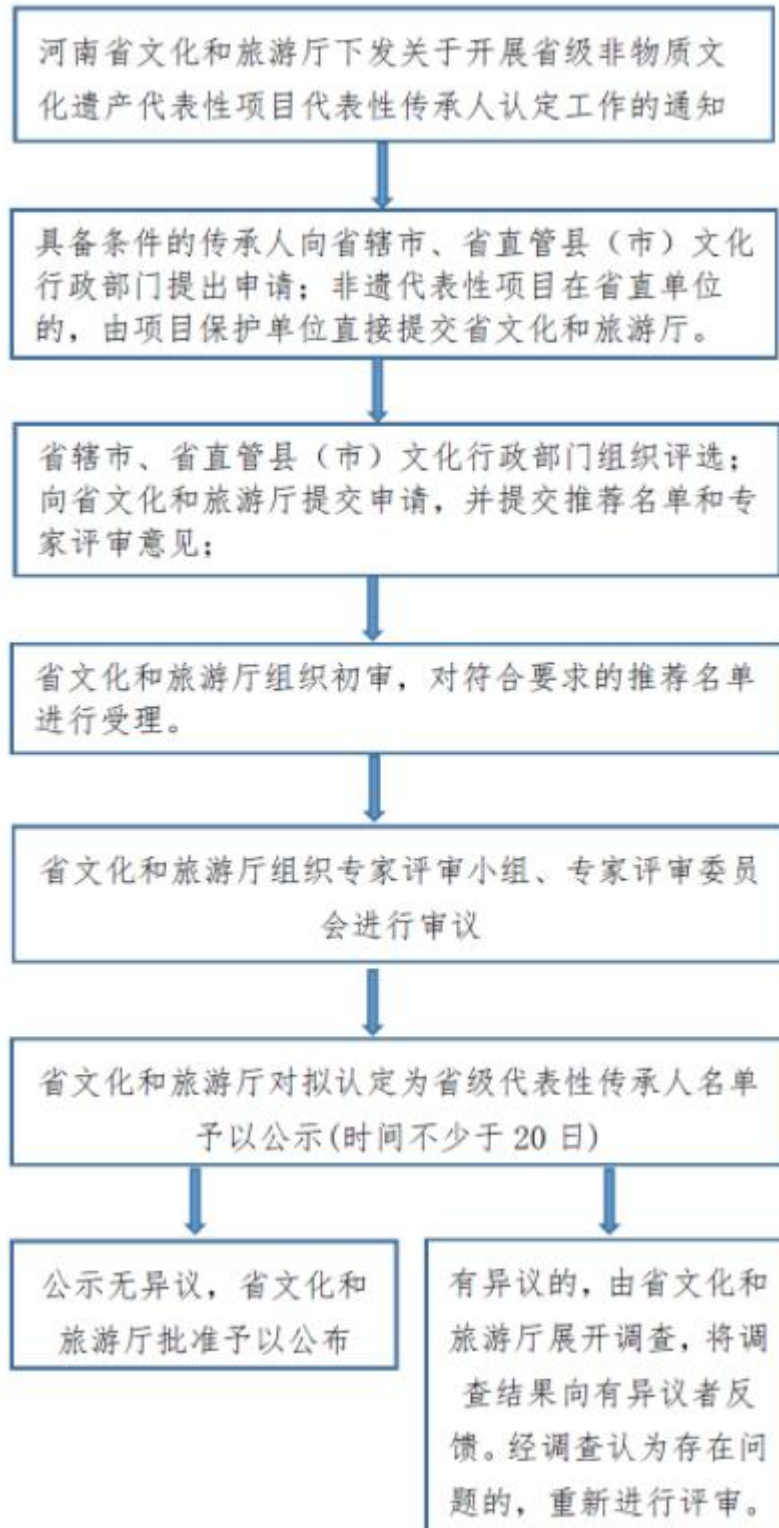 河南省文化和旅游厅下发关于开展省级非物质文
化遗产代表性项目代表性传承人认定工作的通知
具备条件的传承人向省辖市、省直管县（市）文化
行政部门提出申请；非遗代表性项目在省直单位
的，由项目保护单位直接提交省文化和旅游厅。
省辖市、省直管县（市）文化行政部门组织评选；
向省文化和旅游厅提交申请，并提交推荐名单和专
家评审意见；
省文化和旅游厅组织初审，对符合要求的推荐名单
进行受理。
省文化和旅游厅组织专家评审小组、专家评审委员
会进行审议
省文化和旅游厅对拟认定为省级代表性传承人名单
予以公示(时间不少于 20 日)
公示无异议，省文化和
旅游厅批准予以公布
有异议的，由省文化和
旅游厅展开调查，将调
查结果向有异议者反
馈。经调查认为存在问
题的，重新进行评审。